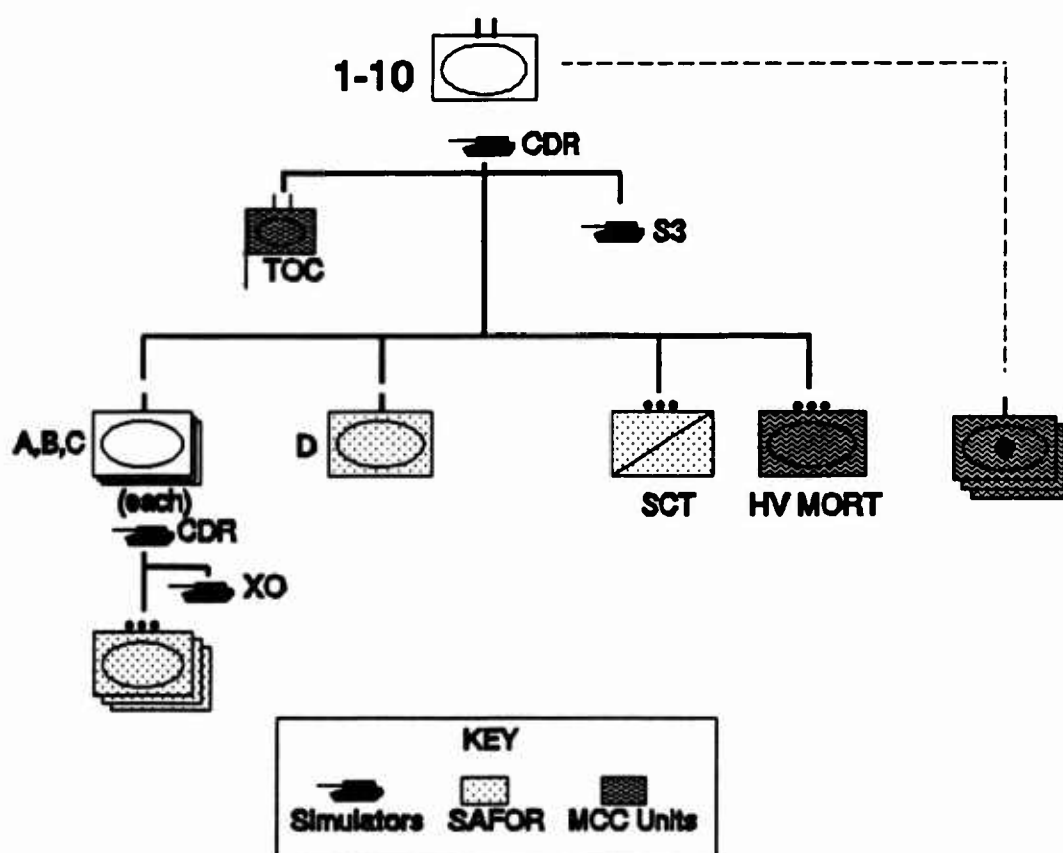 1-10
CDR
TOC
S3
A,B,C
(each)
D
SCT
HV MORT
CDR
XO
KEY
Simulators SAFOR MCC Units